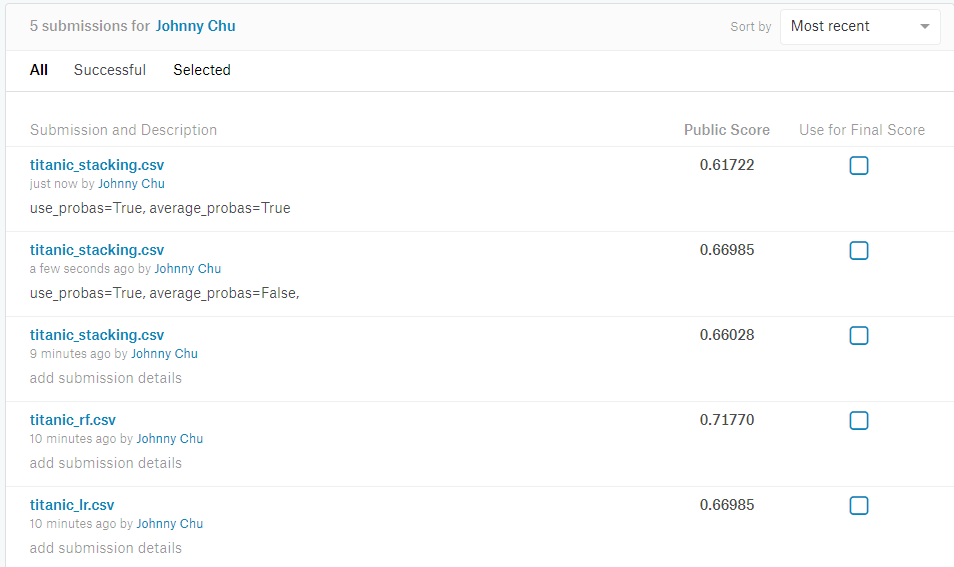 5 submissions for Johnny Chu
Sort by Most recent
All Successful Selected
Submission and Description Public Score Use for Final Score
titanic_stacking.csv 0.61722
just now by Johnny Chu
use_probas=True, average_probas=True
titanic_stacking.csv 0.66985
a few seconds ago by Johnny Chu
use_probas=True, average_probas=False,
titanic_stacking.csv 0.66028
9 minutes ago by Johnny Chu
add submission details
titanic_rf.csv 0.71770
10 minutes ago by Johnny Chu
add submission details
titanic_lr.csv 0.66985
10 minutes ago by Johnny Chu
add submission details